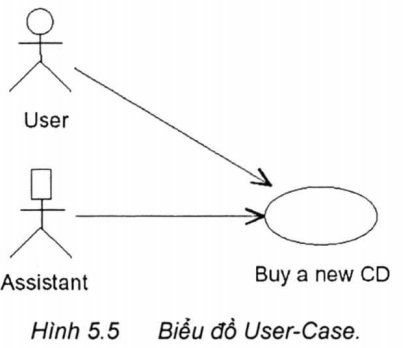 User
Assistant
Buy a new CD
Hình 5.5 Biểu đồ User-Case.